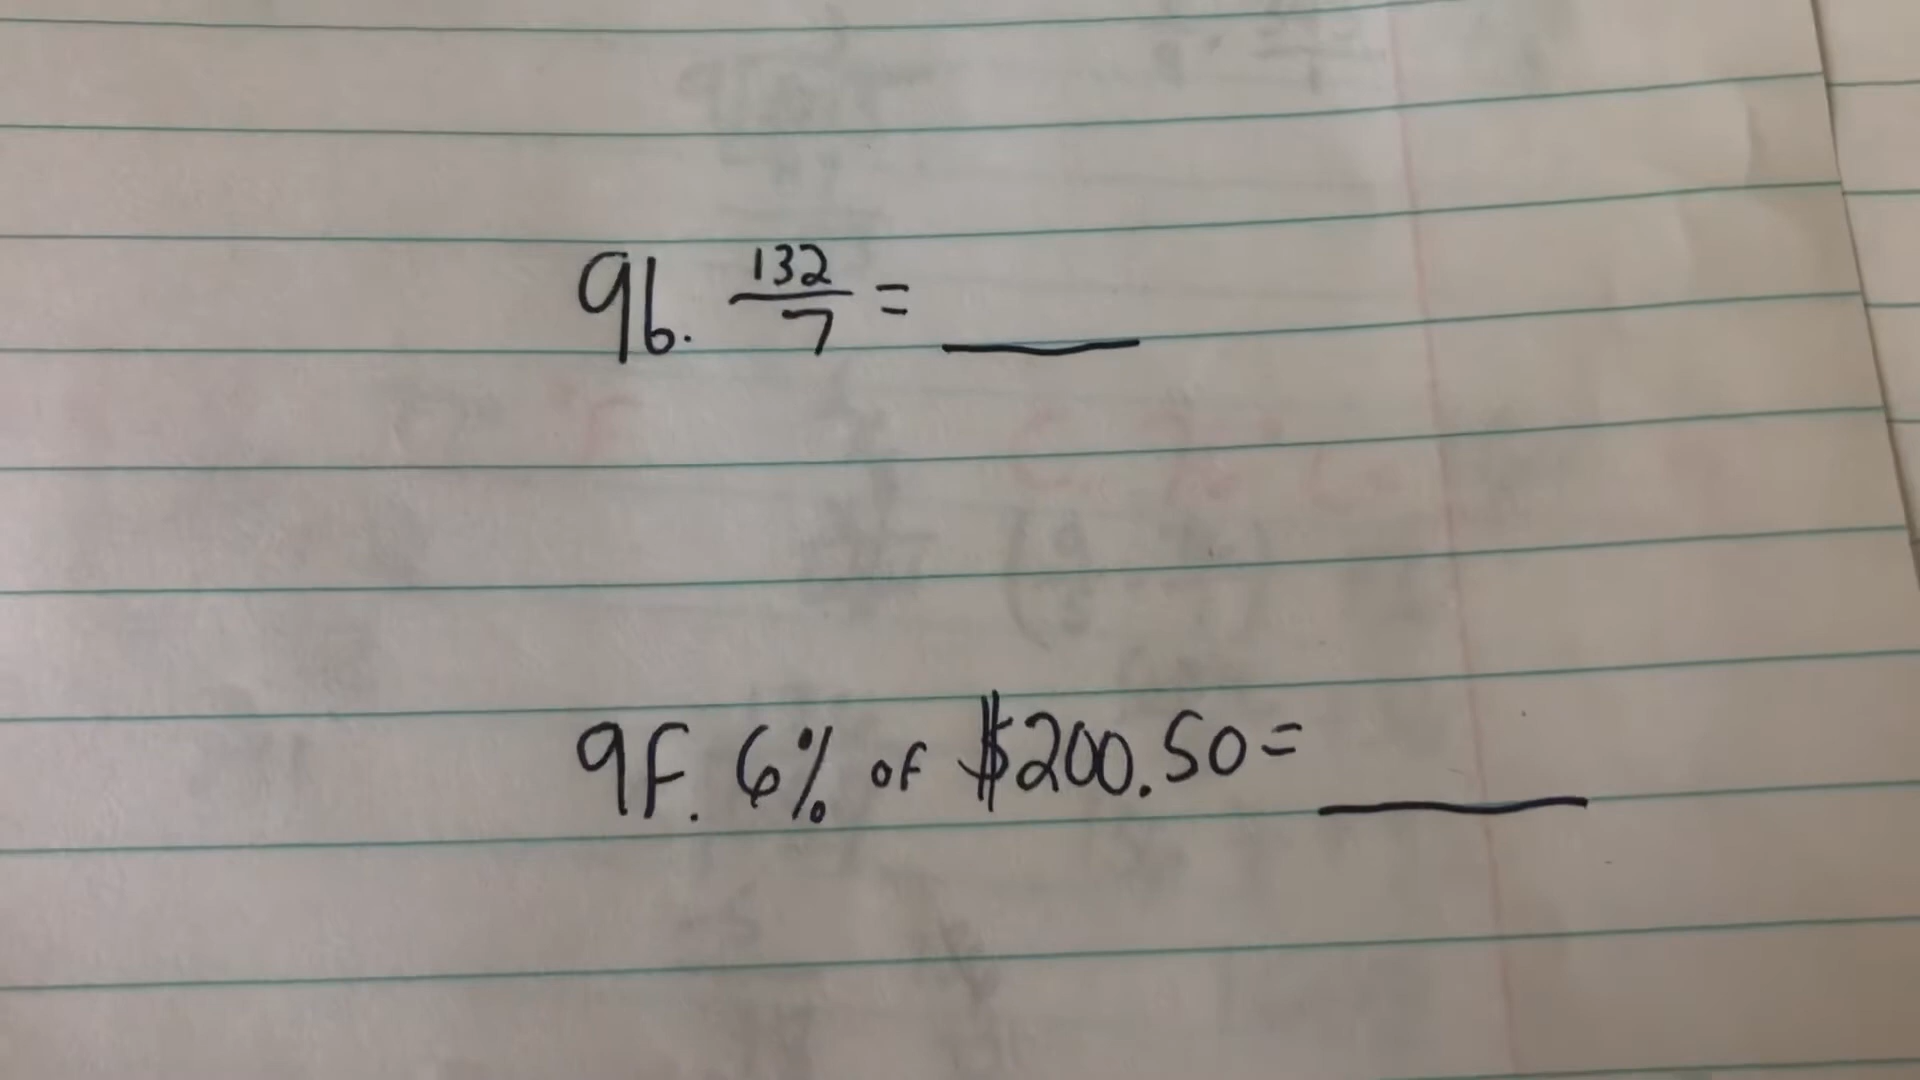 9b. 132/7 = ____
9f. 6% of $200.50 = ____